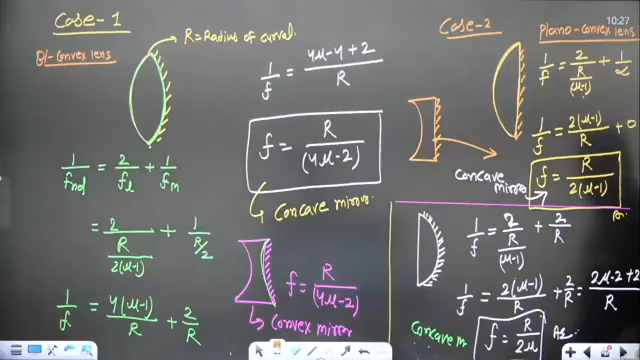 Case-1
Bi-Convex lens
R=Radius of curval.
1/fnet = 2/fl + 1/fm
= 2/(R/2(μ-1)) + 1/(R/2)
1/f = 4(μ-1)/R + 2/R
1/f = (4μ-4+2)/R
f = R/(4μ-2)
Concave mirror
f = R/(4μ-2)
Convex mirror
Case-2
Plano-Convex lens
10:27
1/f = 2/(R/(μ-1)) + 1/∞
1/f = 2(μ-1)/R + 0
f = R/2(μ-1)
Concave mirror
1/f = 2/(R/(μ-1)) + 2/R
1/f = 2(μ-1)/R + 2/R = (2μ-2+2)/R
Concave m
f = R/2μ